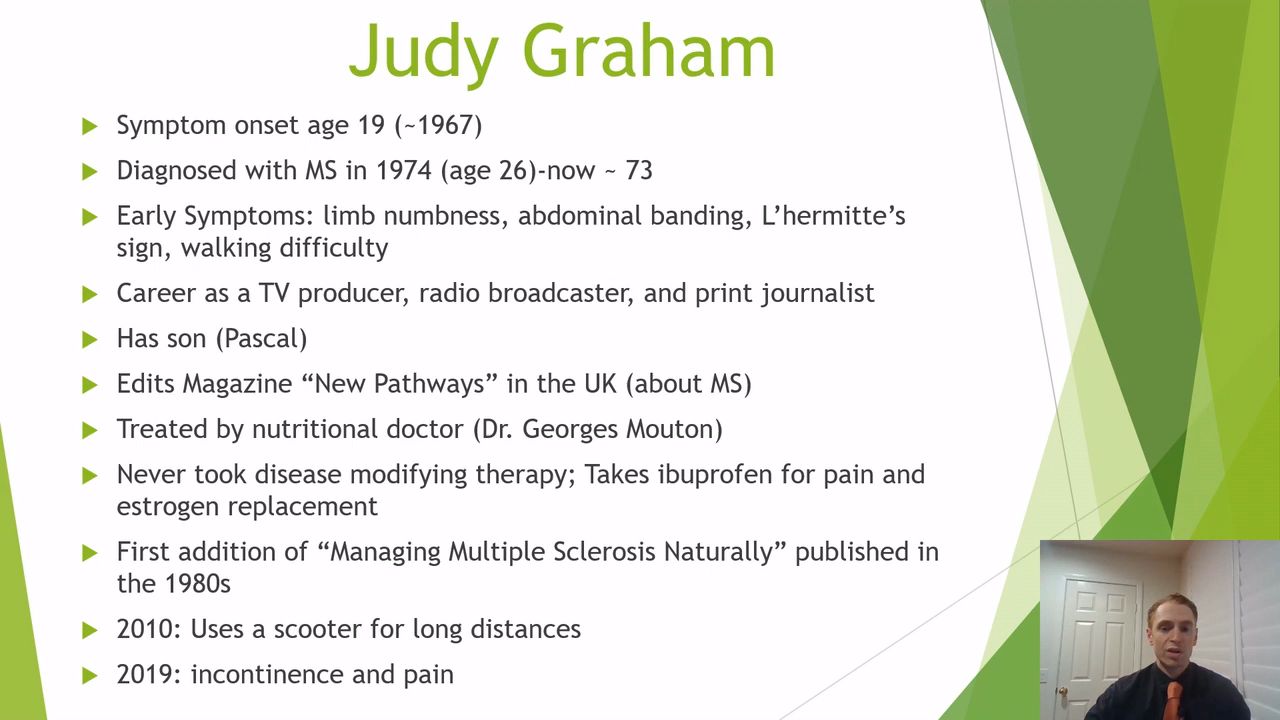 Judy Graham
Symptom onset age 19 (~1967)
Diagnosed with MS in 1974 (age 26)-now ~ 73
Early Symptoms: limb numbness, abdominal banding, L’hermitte’s
sign, walking difficulty
Career as a TV producer, radio broadcaster, and print journalist
Has son (Pascal)
Edits Magazine “New Pathways” in the UK (about MS)
Treated by nutritional doctor (Dr. Georges Mouton)
Never took disease modifying therapy; Takes ibuprofen for pain and
estrogen replacement
First addition of “Managing Multiple Sclerosis Naturally” published in
the 1980s
2010: Uses a scooter for long distances
2019: incontinence and pain